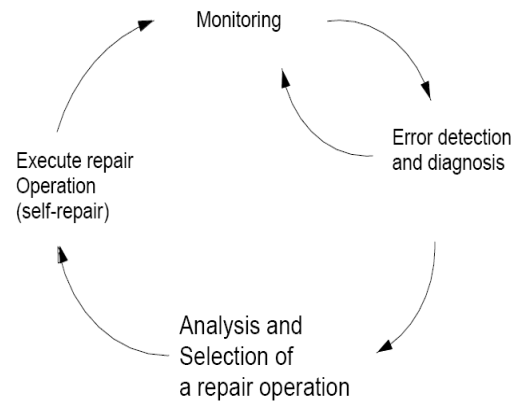 Monitoring
Error detection
and diagnosis
Execute repair
Operation
(self-repair)
Analysis and
Selection of
a repair operation